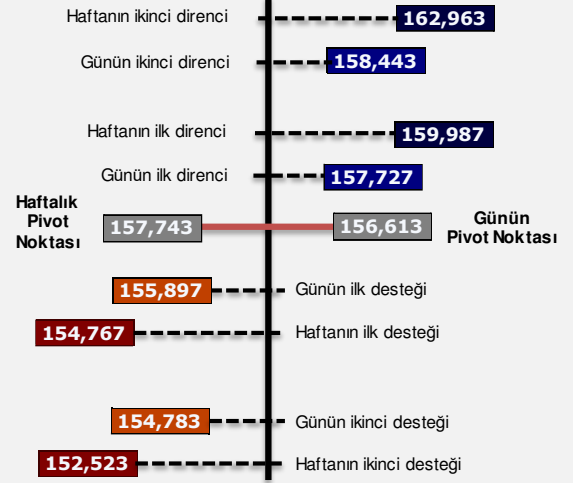 Haftanın ikinci direnci 162,963
Günün ikinci direnci 158,443
Haftanın ilk direnci 159,987
Günün ilk direnci 157,727
Haftalık
Pivot
Noktası
157,743 156,613
Günün
Pivot Noktası
155,897 Günün ilk desteği
154,767 Haftanın ilk desteği
154,783 Günün ikinci desteği
152,523 Haftanın ikinci desteği